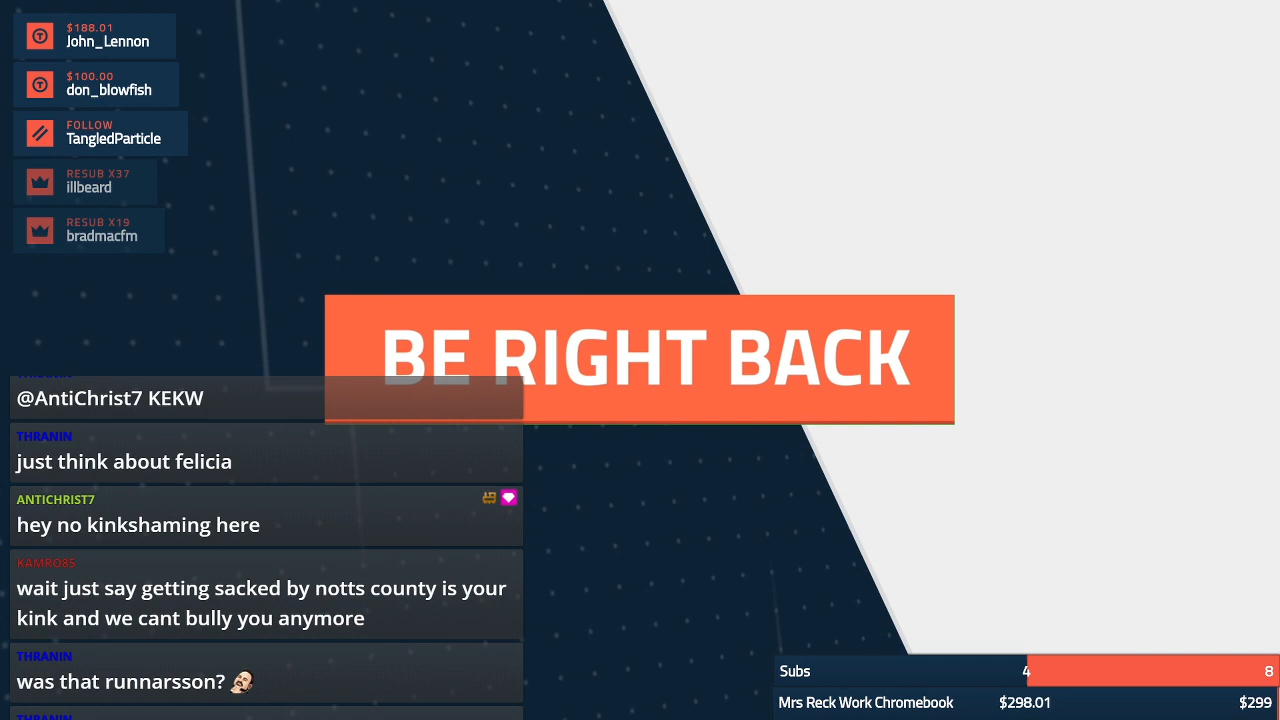 $188.01
John_Lennon
$100.00
don_blowfish
FOLLOW
TangledParticle
RESUB X37
illbeard
RESUB X19
bradmacfm
BE RIGHT BACK
@AntiChrist7 KEKW
THRANIN
just think about felicia
ANTICHRIST7
hey no kinkshaming here
KAMRO85
wait just say getting sacked by notts county is your
kink and we cant bully you anymore
THRANIN
was that runnarsson?
Subs 4 8
Mrs Reck Work Chromebook $298.01 $299